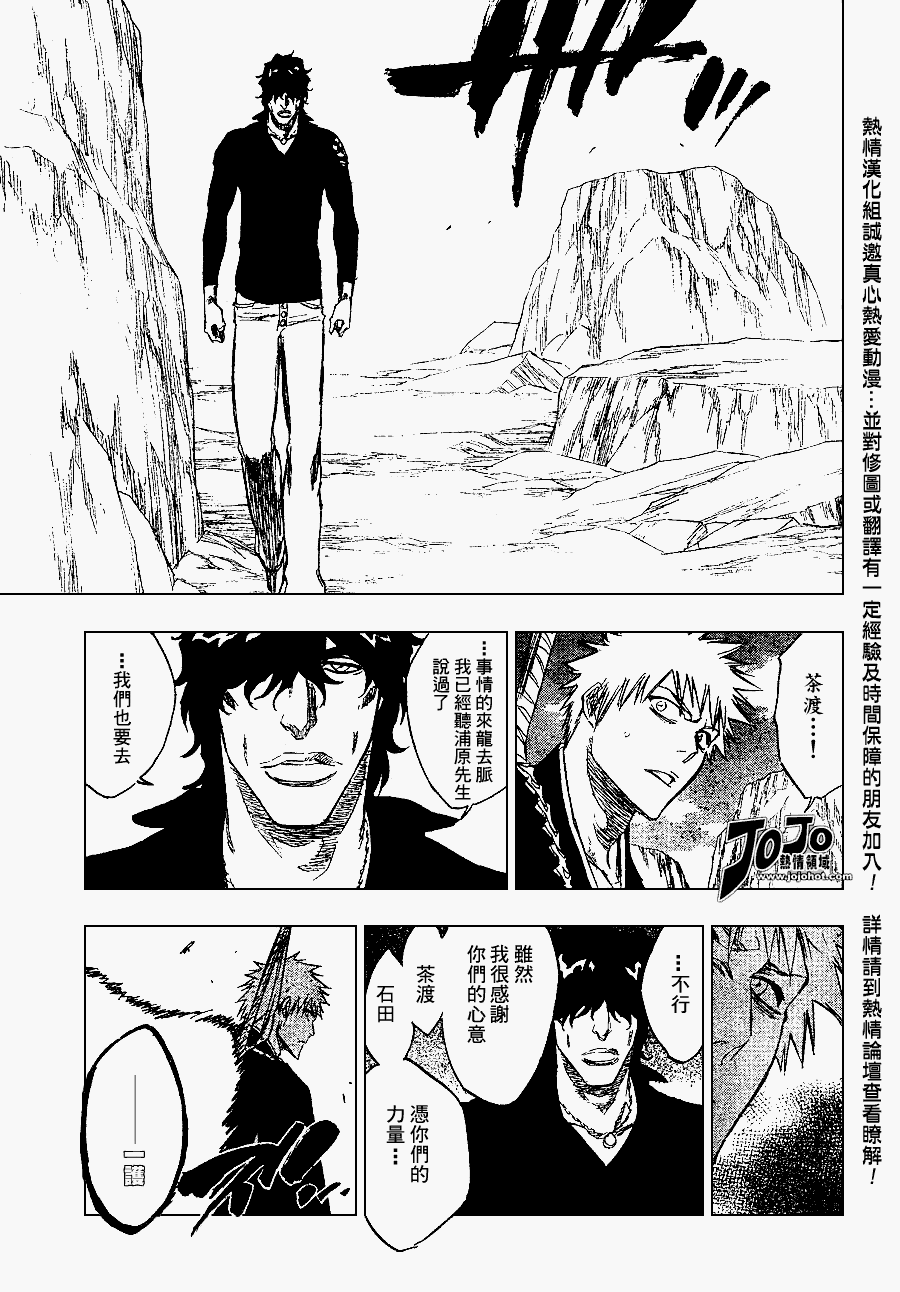 熱情漢化組誠邀真心熱愛動漫…並對修圖或翻譯有一定經驗及時間保障的朋友加入！ 詳情請到熱情論壇查看瞭解！
茶渡…！
…事情的來龍去脈
我已經聽浦原先生
說過了
…我們也要去
JOJO
熱情領域
www.jojohot.com
…不行
雖然
我很感謝
你們的心意
茶渡
石田
憑你們的
力量…
——一護